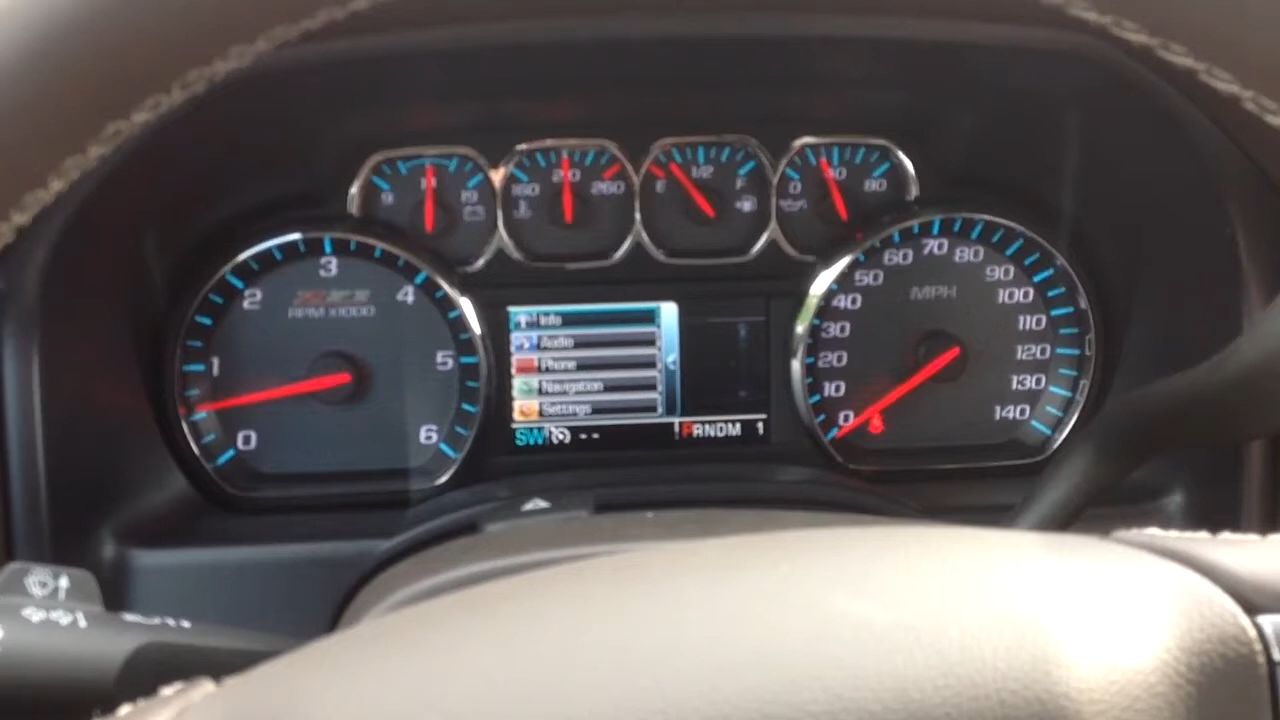 9 14 19
160 210 260
E 1/2 F
0 40 80
0 1 2 3 4 5 6
Z71
RPM X1000
Info
Audio
Phone
Navigation
Settings
SW --
PRNDM 1
0 10 20 30 40 50 60 70 80 90 100 110 120 130 140
MPH